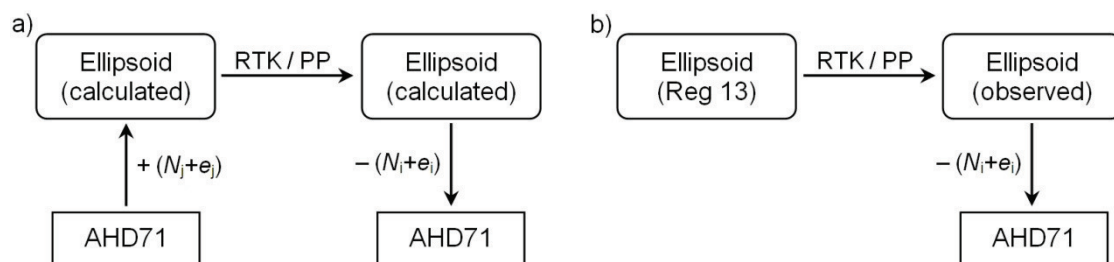 a)
Ellipsoid
(calculated)
RTK / PP
Ellipsoid
(calculated)
+ (Nj+ej)
– (Ni+ei)
AHD71
AHD71
b)
Ellipsoid
(Reg 13)
RTK / PP
Ellipsoid
(observed)
– (Ni+ei)
AHD71